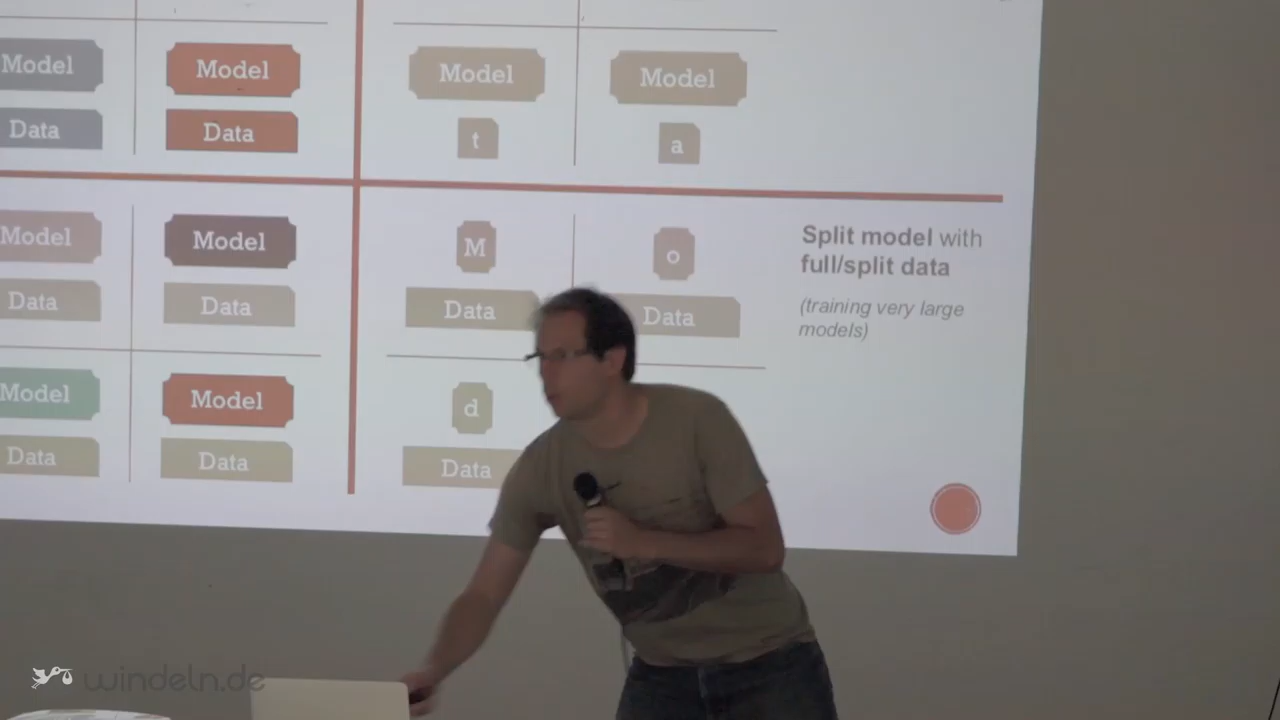 Model Model Model Model
Data Data t a
Model Model M o
Data Data Data Data
Model Model d
Data Data Data
Split model with
full/split data
(training very large
models)
windeln.de